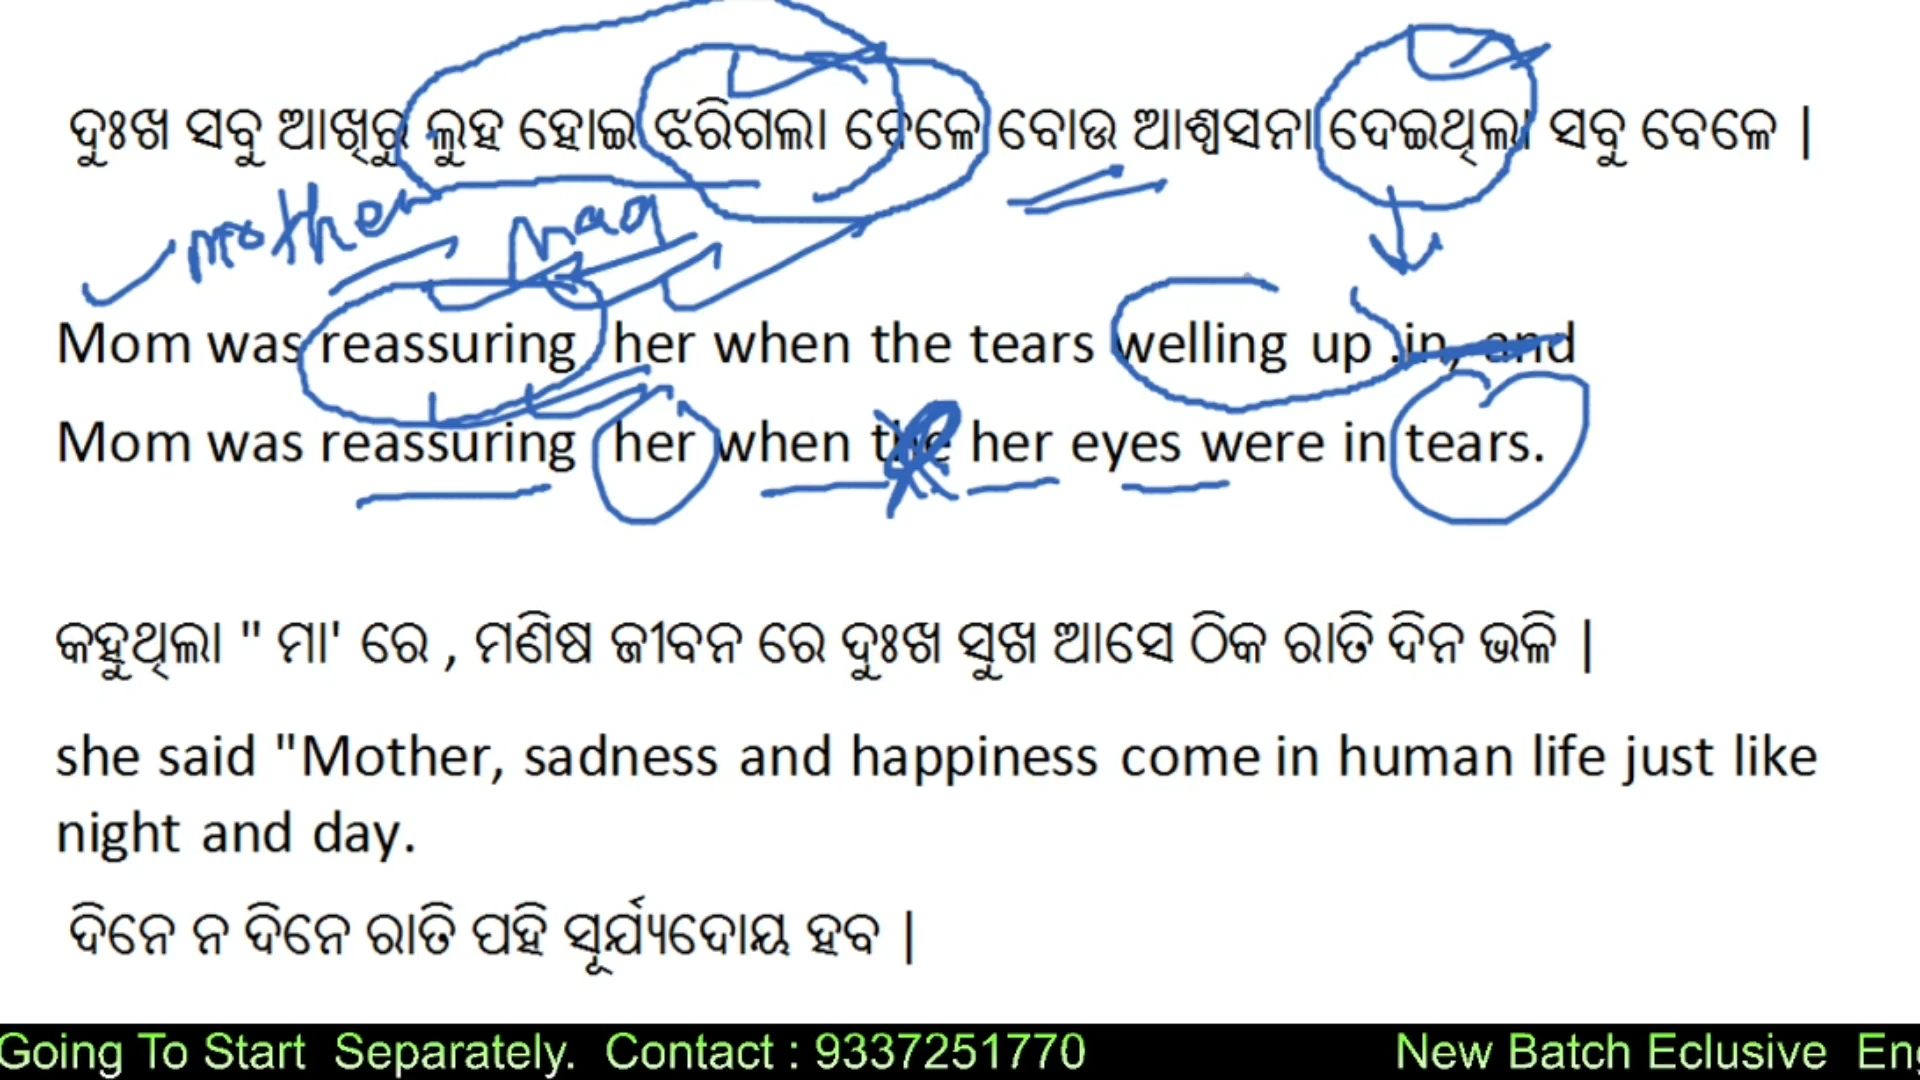 ଦୁଃଖ ସବୁ ଆଖିରୁ ଲୁହ ହୋଇ ଝରିଗଲା ବେଳେ ବୋଉ ଆଶ୍ୱସନା ଦେଇଥିଲା ସବୁ ବେଳେ |
mother
Mom was reassuring her when the tears welling up .in, and
Mom was reassuring her when the her eyes were in tears.
କହୁଥିଲା " ମା' ରେ , ମଣିଷ ଜୀବନ ରେ ଦୁଃଖ ସୁଖ ଆସେ ଠିକ ରାତି ଦିନ ଭଳି |
she said "Mother, sadness and happiness come in human life just like
night and day.
ଦିନେ ନ ଦିନେ ରାତି ପହି ସୂର୍ଯ୍ୟଦୋୟ ହବ |
Going To Start Separately. Contact : 9337251770 New Batch Eclusive